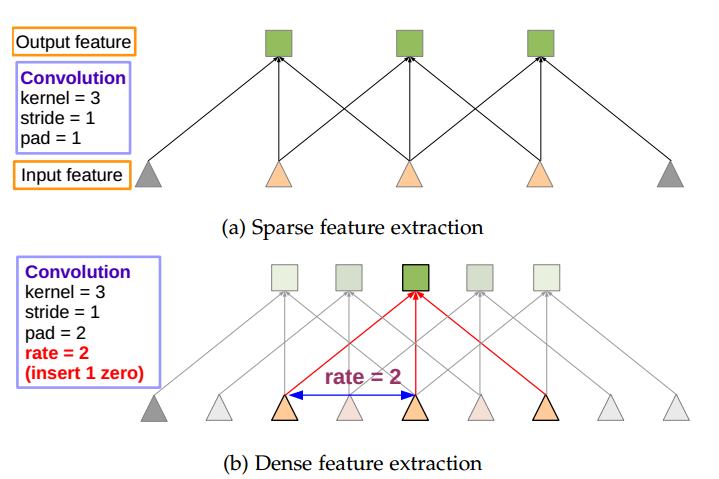 Output feature
Convolution
kernel = 3
stride = 1
pad = 1
Input feature
(a) Sparse feature extraction
Convolution
kernel = 3
stride = 1
pad = 2
rate = 2
(insert 1 zero)
rate = 2
(b) Dense feature extraction